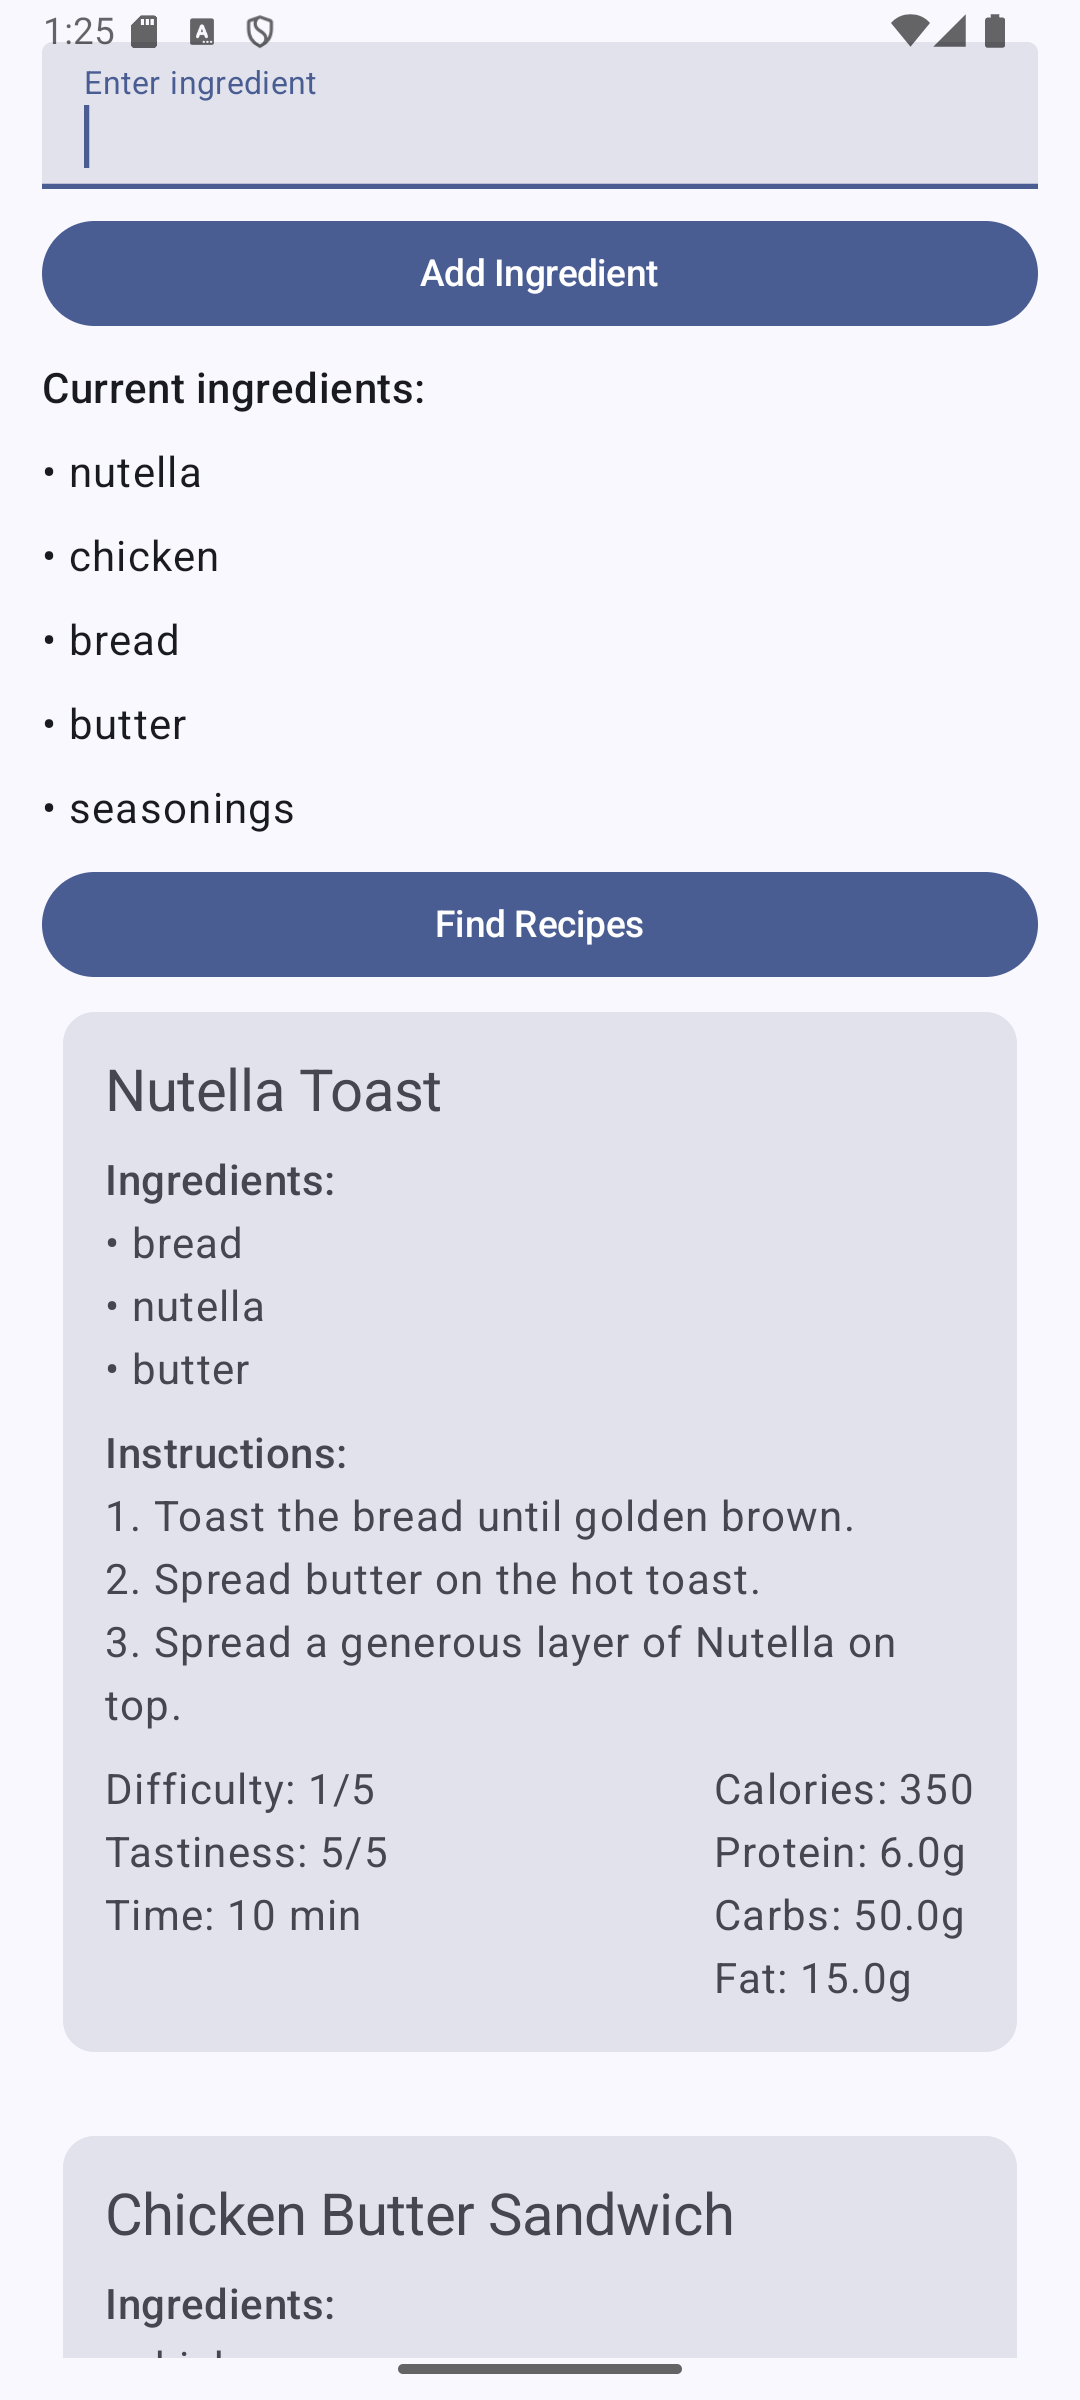 1:25
Enter ingredient
Add Ingredient
Current ingredients:
• nutella
• chicken
• bread
• butter
• seasonings
Find Recipes
Nutella Toast
Ingredients:
• bread
• nutella
• butter
Instructions:
1. Toast the bread until golden brown.
2. Spread butter on the hot toast.
3. Spread a generous layer of Nutella on
top.
Difficulty: 1/5
Calories: 350
Tastiness: 5/5
Protein: 6.0g
Time: 10 min
Carbs: 50.0g
Fat: 15.0g
Chicken Butter Sandwich
Ingredients: